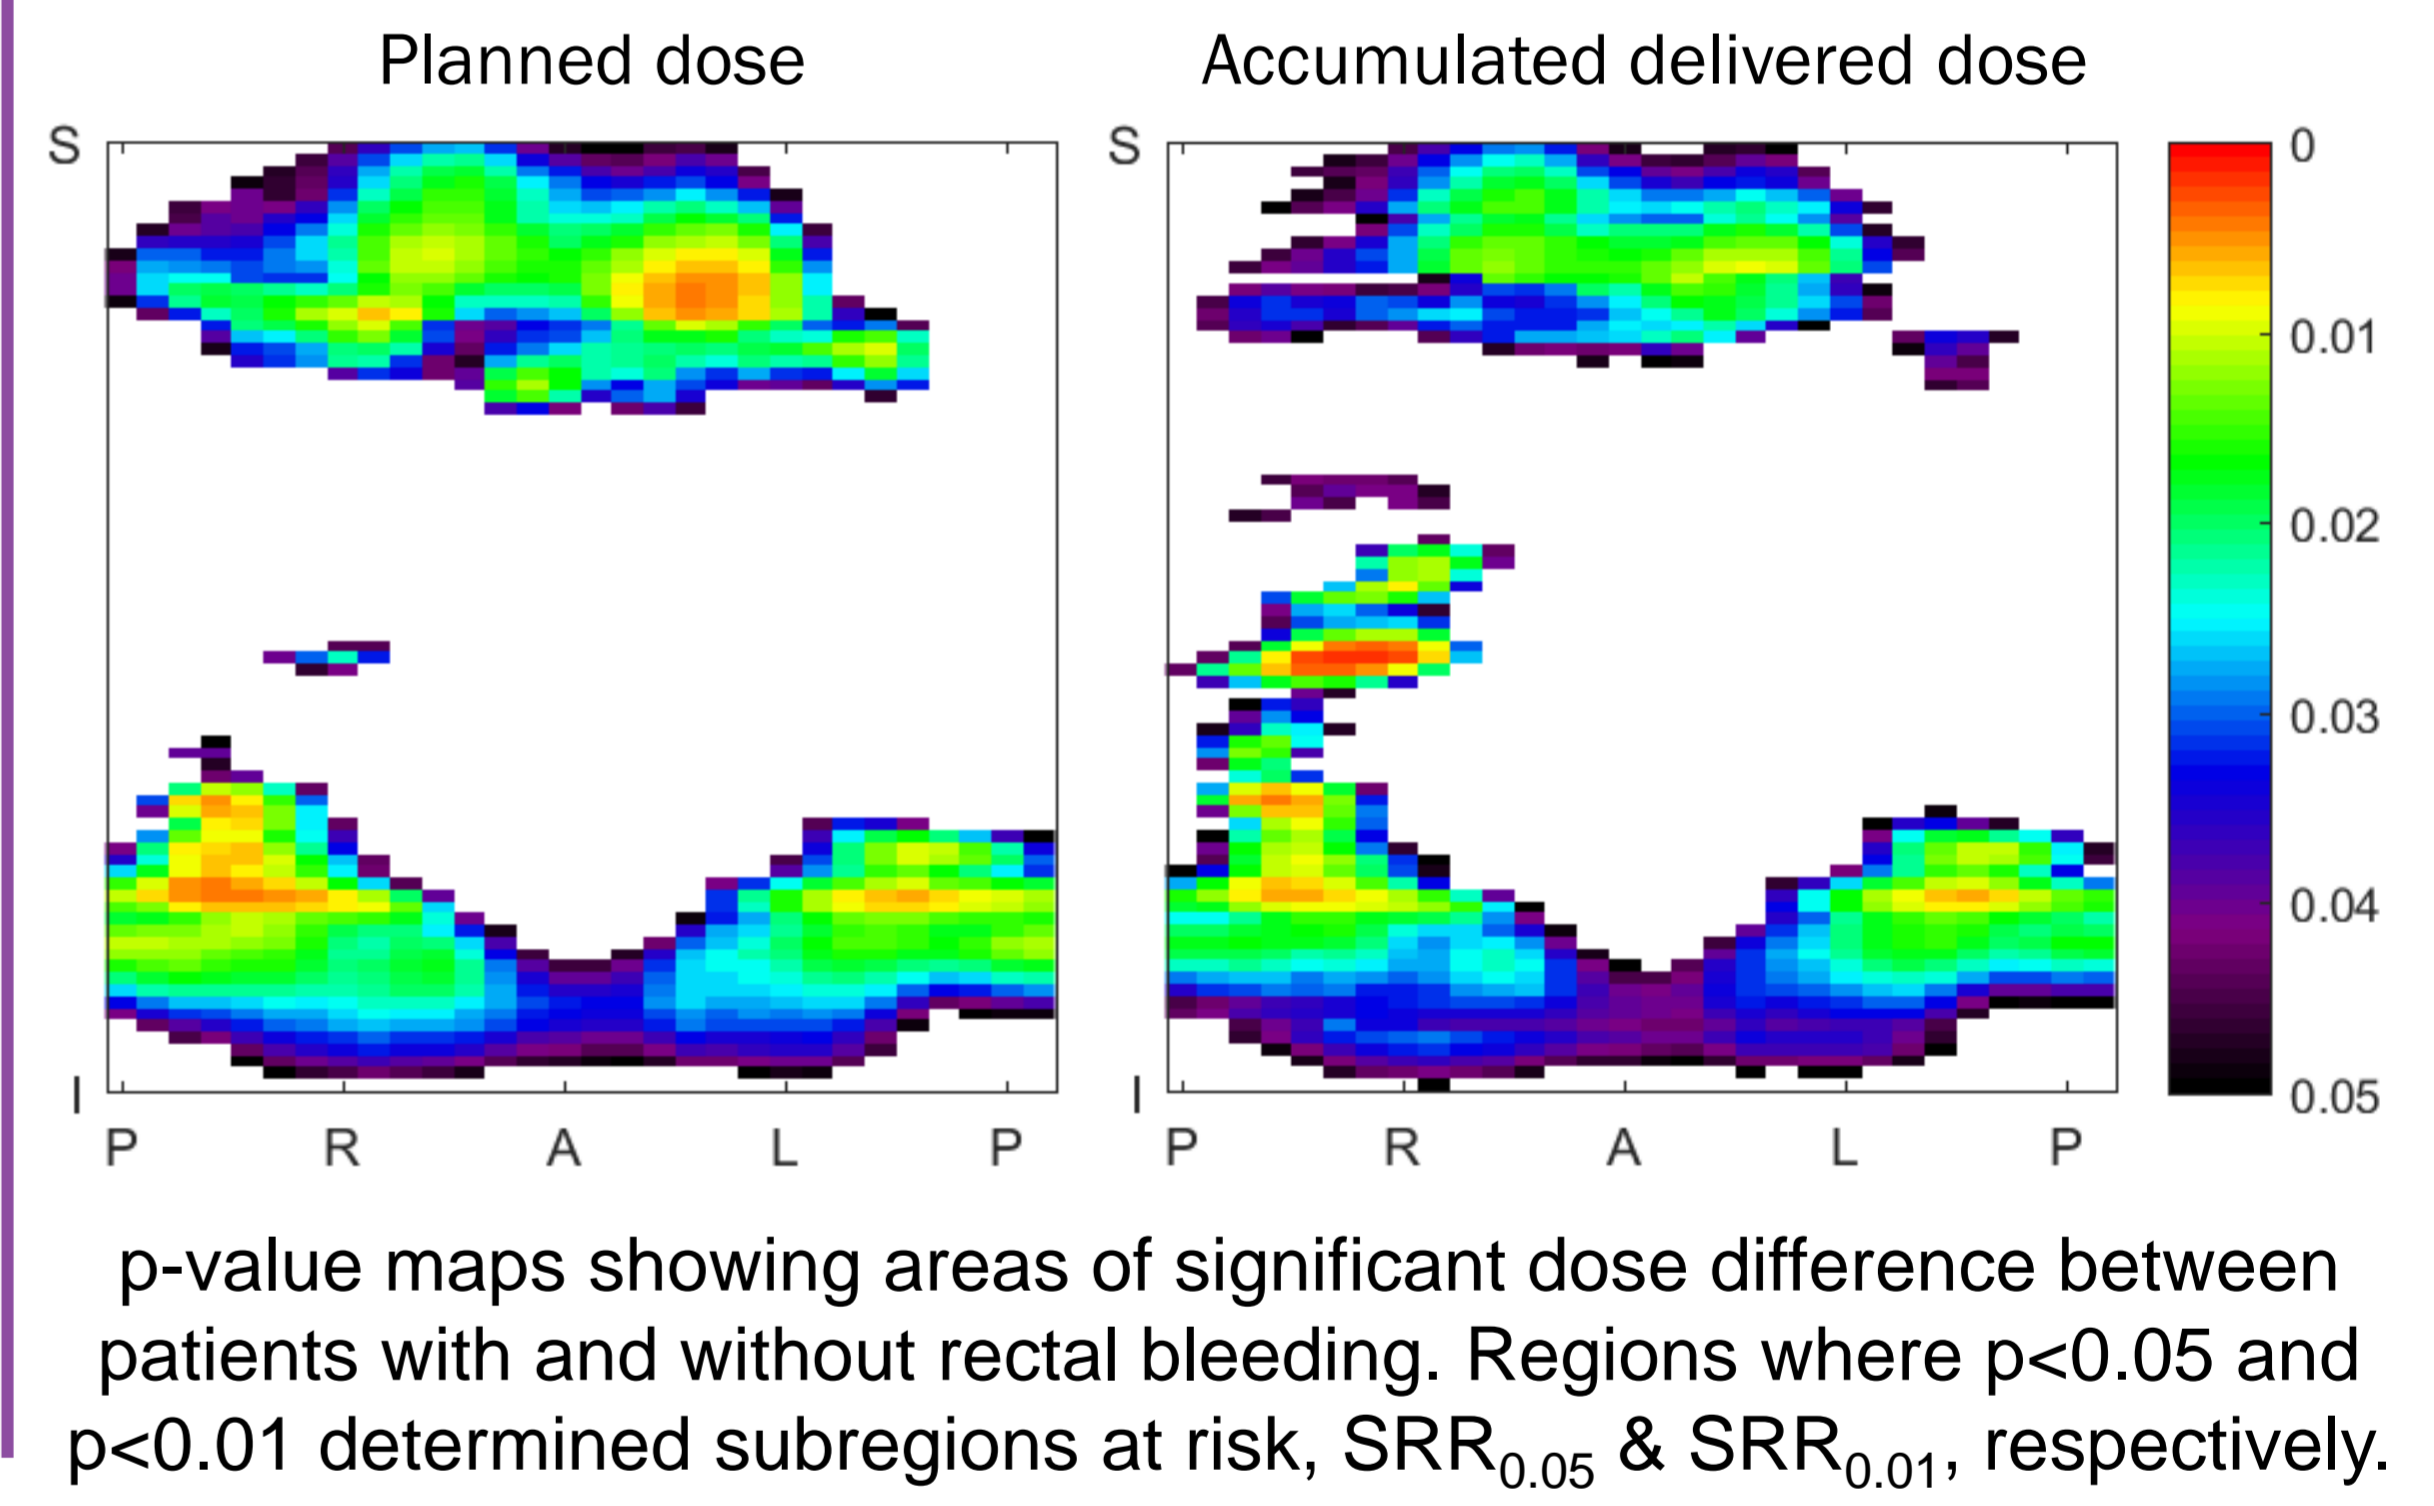 Planned dose
Accumulated delivered dose
S
S
0
0.01
0.02
0.03
0.04
0.05
I
I
P R A L P
P R A L P
p-value maps showing areas of significant dose difference between
patients with and without rectal bleeding. Regions where p<0.05 and
p<0.01 determined subregions at risk, SRR0.05 & SRR0.01, respectively.